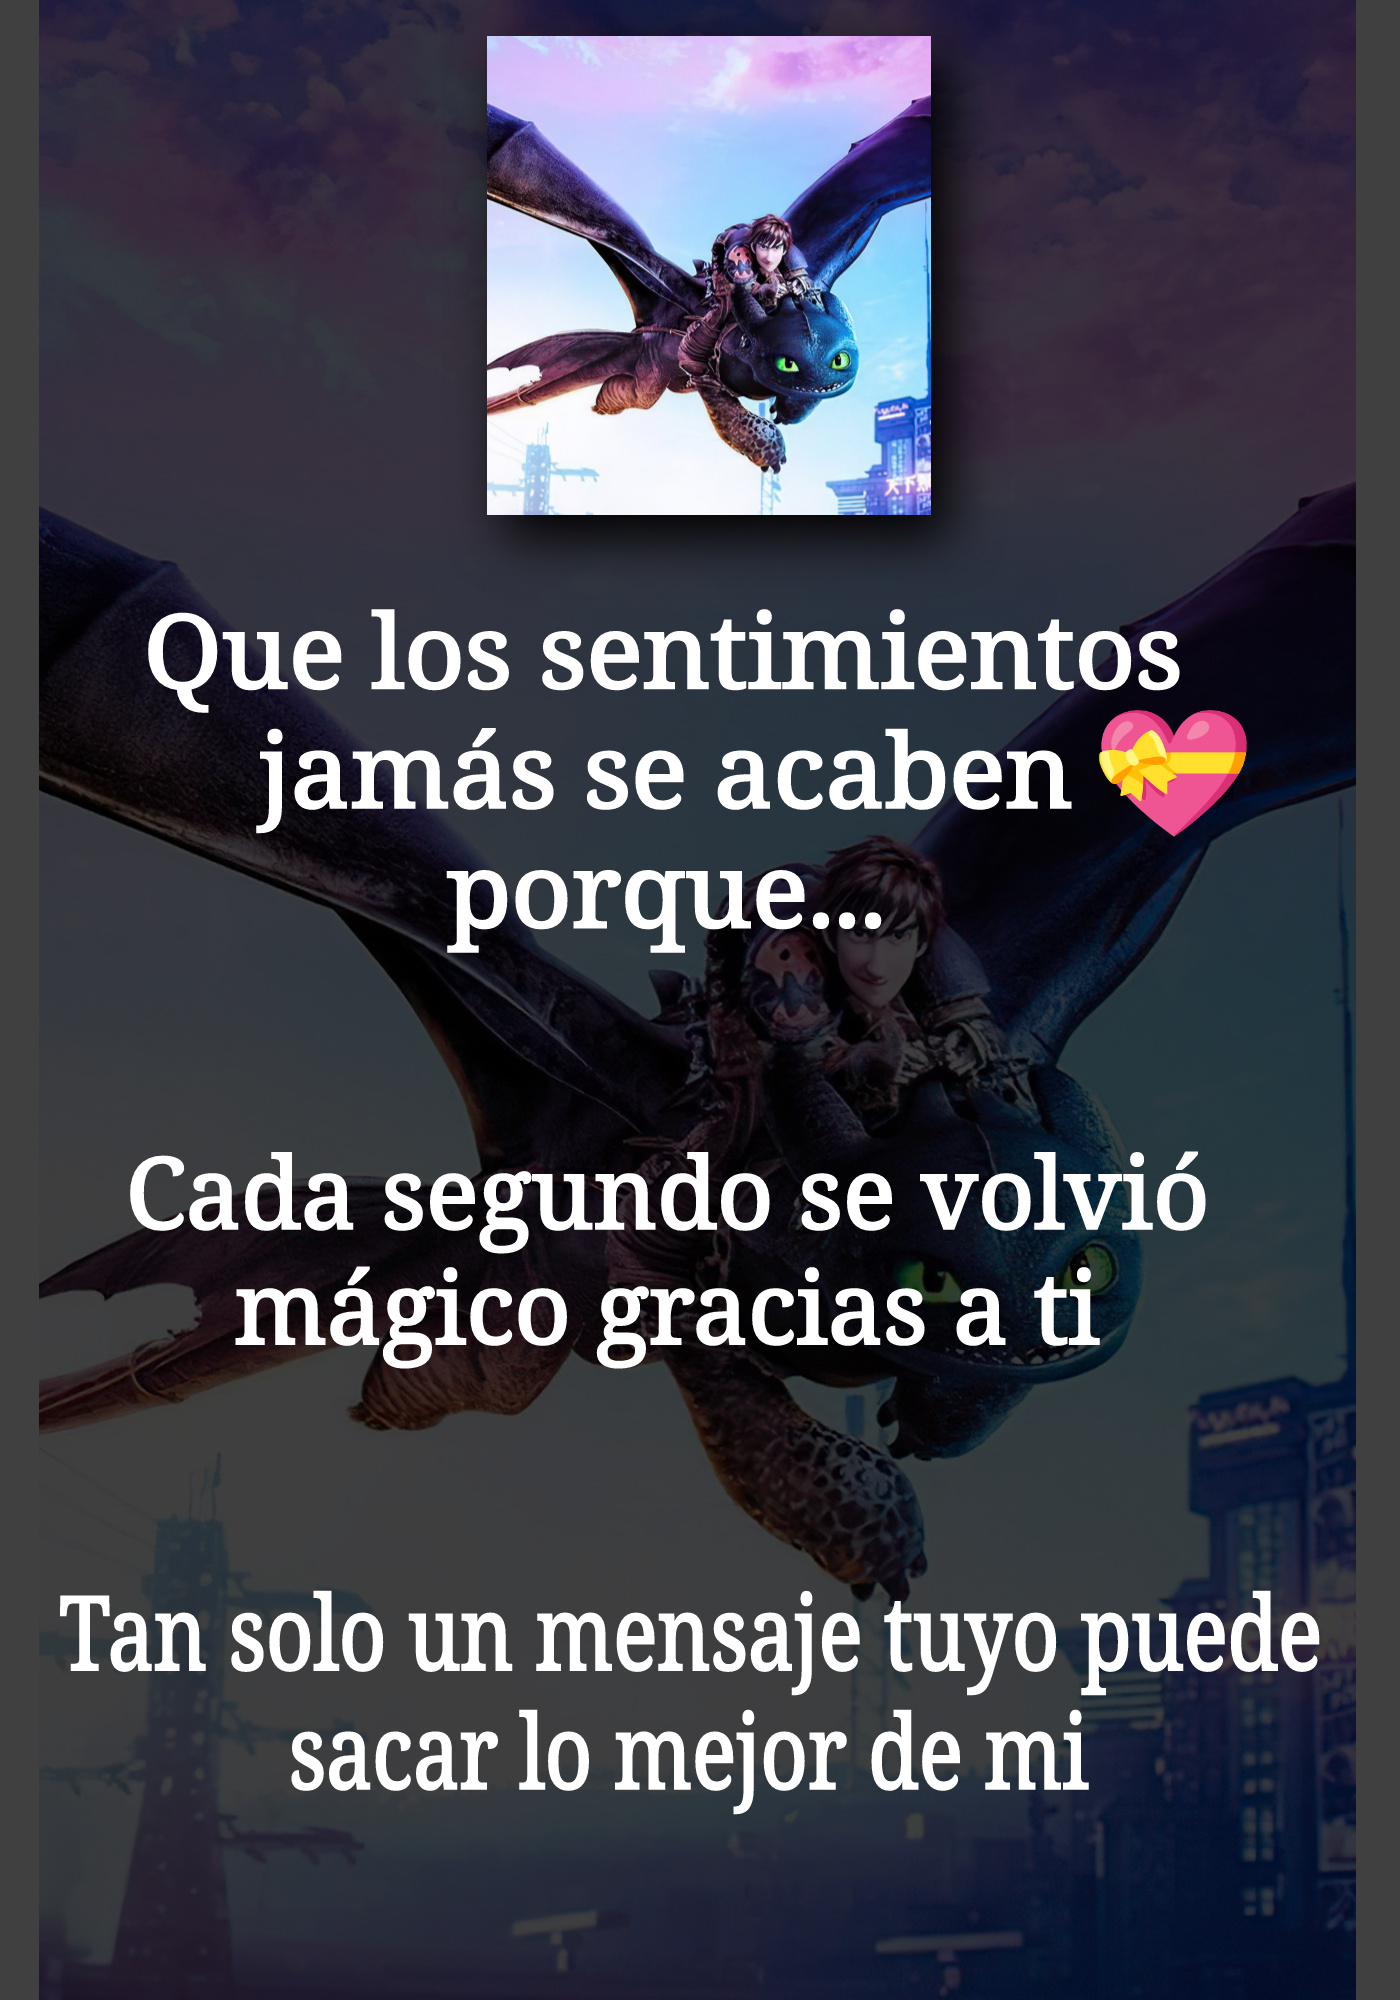 Que los sentimientos
jamás se acaben 💝
porque...
Cada segundo se volvió
mágico gracias a ti
Tan solo un mensaje tuyo puede
sacar lo mejor de mi